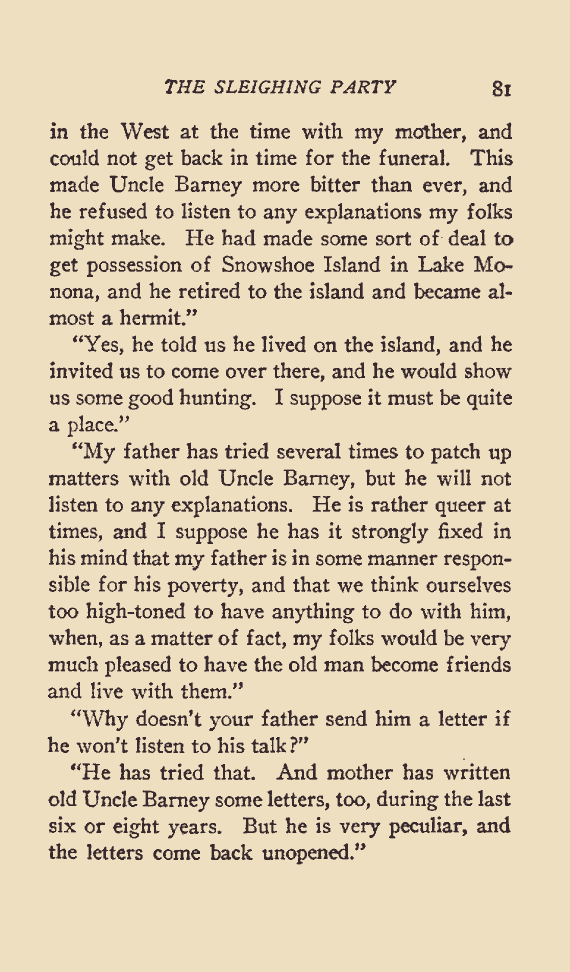 THE SLEIGHING PARTY 81
in the West at the time with my mother, and
could not get back in time for the funeral. This
made Uncle Barney more bitter than ever, and
he refused to listen to any explanations my folks
might make. He had made some sort of deal to
get possession of Snowshoe Island in Lake Mo-
nona, and he retired to the island and became al-
most a hermit."
"Yes, he told us he lived on the island, and he
invited us to come over there, and he would show
us some good hunting. I suppose it must be quite
a place."
"My father has tried several times to patch up
matters with old Uncle Barney, but he will not
listen to any explanations. He is rather queer at
times, and I suppose he has it strongly fixed in
his mind that my father is in some manner respon-
sible for his poverty, and that we think ourselves
too high-toned to have anything to do with him,
when, as a matter of fact, my folks would be very
much pleased to have the old man become friends
and live with them."
"Why doesn't your father send him a letter if
he won't listen to his talk?"
"He has tried that. And mother has written
old Uncle Barney some letters, too, during the last
six or eight years. But he is very peculiar, and
the letters come back unopened."